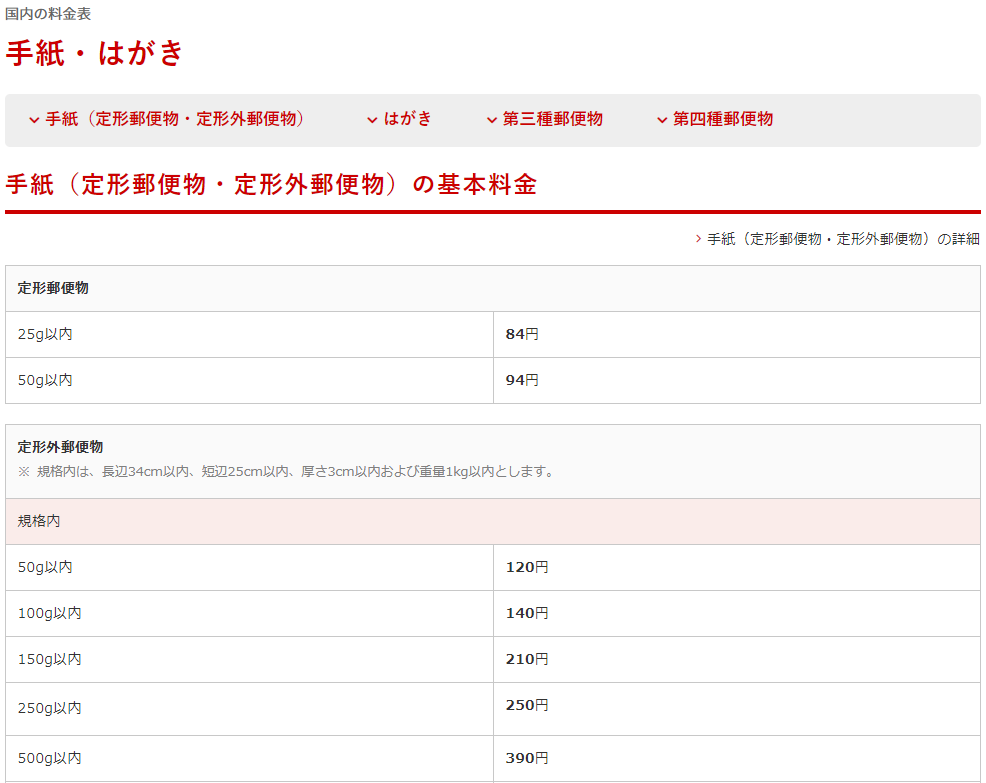 国内の料金表
手紙・はがき
手紙（定形郵便物・定形外郵便物） はがき 第三種郵便物 第四種郵便物
手紙（定形郵便物・定形外郵便物）の基本料金
手紙（定形郵便物・定形外郵便物）の詳細
定形郵便物
25g以内 84円
50g以内 94円
定形外郵便物
※ 規格内は、長辺34cm以内、短辺25cm以内、厚さ3cm以内および重量1kg以内とします。
規格内
50g以内 120円
100g以内 140円
150g以内 210円
250g以内 250円
500g以内 390円